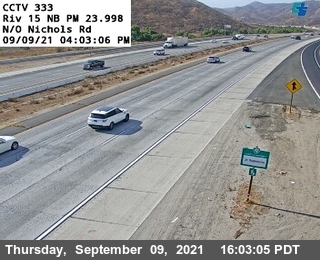 CCTV 333
Riv 15 NB PM 23.998
N/O Nichols Rd
09/09/21 04:03:06 PM
Thursday, September 09, 2021 16:03:05 PDT